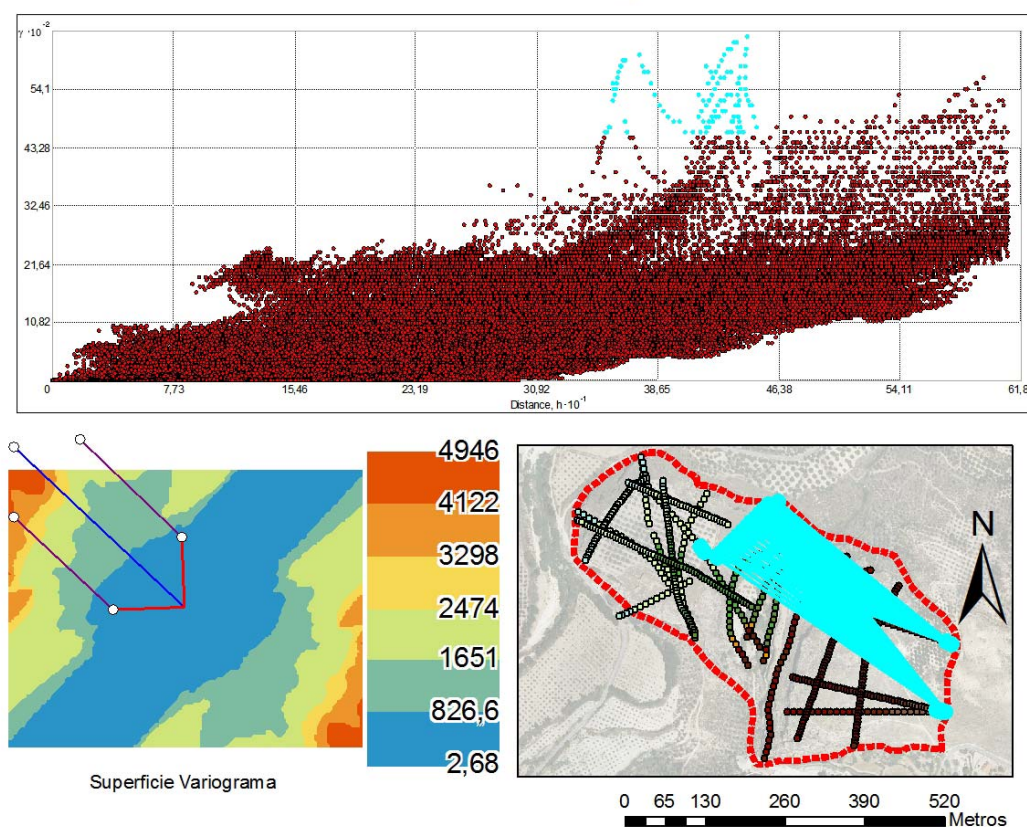 γ ·10⁻²
54,1
43,28
32,46
21,64
10,82
0 7,73 15,46 23,19 30,92 38,65 46,38 54,11 61,8
Distance, h·10⁻¹
4946
4122
3298
2474
1651
826,6
2,68
Superficie Variograma
N
0 65 130 260 390 520
Metros